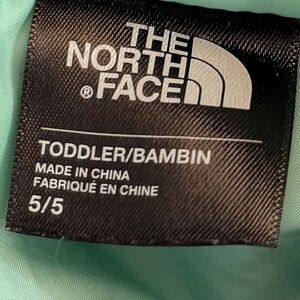 THE
NORTH
® FACE
TODDLER/BAMBIN
MADE IN CHINA
FABRIQUÉ EN CHINE
5/5